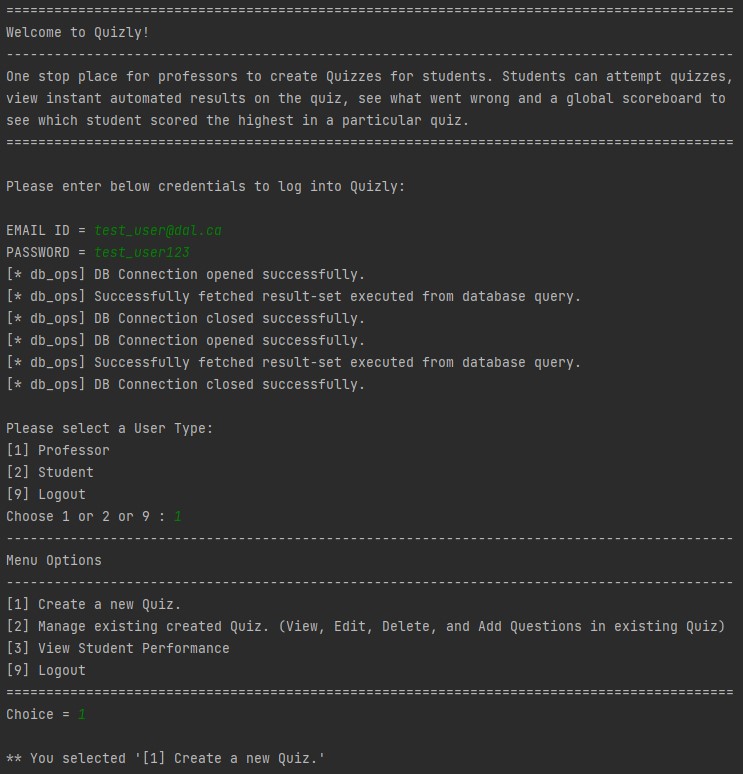 ===========================================================================================
Welcome to Quizly!
-------------------------------------------------------------------------------------------
One stop place for professors to create Quizzes for students. Students can attempt quizzes,
view instant automated results on the quiz, see what went wrong and a global scoreboard to
see which student scored the highest in a particular quiz.
===========================================================================================
Please enter below credentials to log into Quizly:
EMAIL ID = test_user@dal.ca
PASSWORD = test_user123
[* db_ops] DB Connection opened successfully.
[* db_ops] Successfully fetched result-set executed from database query.
[* db_ops] DB Connection closed successfully.
[* db_ops] DB Connection opened successfully.
[* db_ops] Successfully fetched result-set executed from database query.
[* db_ops] DB Connection closed successfully.
Please select a User Type:
[1] Professor
[2] Student
[9] Logout
Choose 1 or 2 or 9 : 1
-------------------------------------------------------------------------------------------
Menu Options
-------------------------------------------------------------------------------------------
[1] Create a new Quiz.
[2] Manage existing created Quiz. (View, Edit, Delete, and Add Questions in existing Quiz)
[3] View Student Performance
[9] Logout
===========================================================================================
Choice = 1
** You selected '[1] Create a new Quiz.'